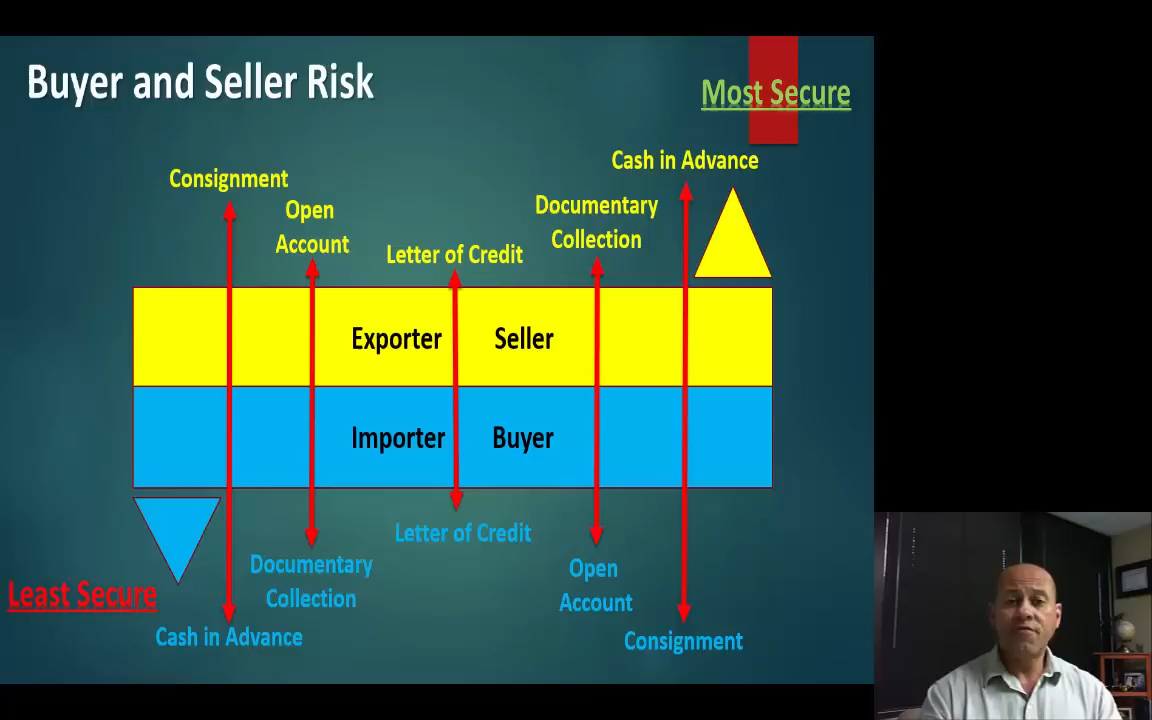 Buyer and Seller Risk
Most Secure
Cash in Advance
Consignment
Documentary
Collection
Open
Account
Letter of Credit
Exporter Seller
Importer Buyer
Letter of Credit
Documentary
Collection
Open
Account
Least Secure
Cash in Advance
Consignment